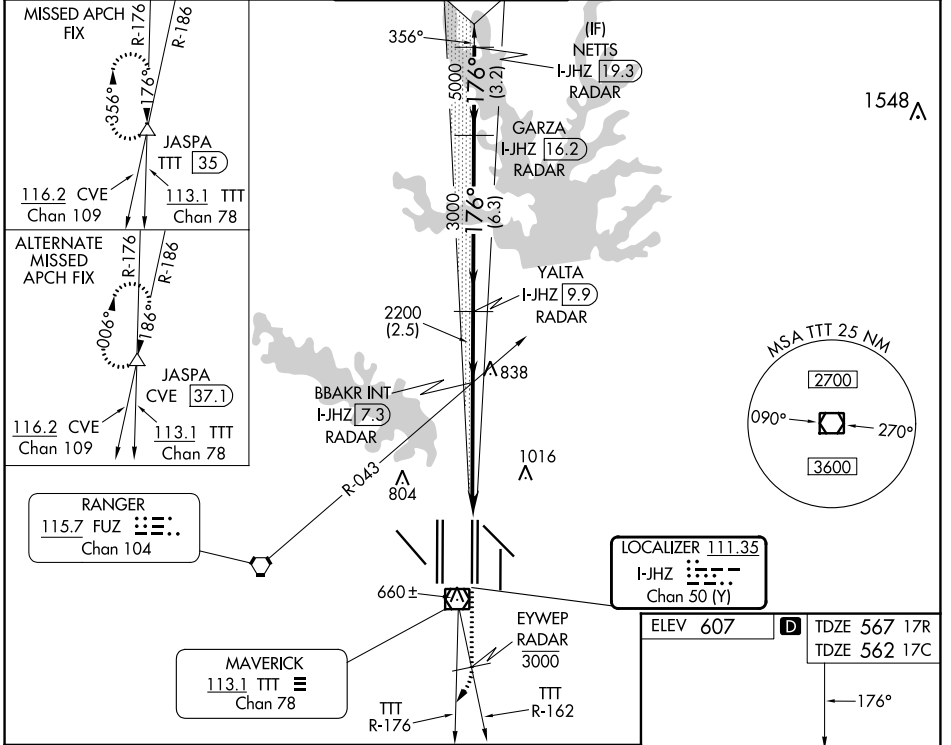 MISSED APCH
FIX
R-176
R-186
356°
176°
JASPA
TTT 35
116.2 CVE
Chan 109
113.1 TTT
Chan 78
ALTERNATE
MISSED
APCH FIX
R-176
R-186
006°
186°
JASPA
CVE 37.1
116.2 CVE
Chan 109
113.1 TTT
Chan 78
356°
(IF)
NETTS
I-JHZ 19.3
RADAR
5000
176°
(3.2)
GARZA
I-JHZ 16.2
RADAR
1548
3000
176°
(6.3)
YALTA
I-JHZ 9.9
RADAR
2200
(2.5)
838
BBAKR INT
I-JHZ 7.3
RADAR
R-043
804
1016
MSA TTT 25 NM
2700
090°
270°
3600
RANGER
115.7 FUZ
Chan 104
LOCALIZER 111.35
I-JHZ
Chan 50 (Y)
660±
EYWEP
RADAR
3000
MAVERICK
113.1 TTT
Chan 78
TTT
R-176
TTT
R-162
ELEV 607
D
TDZE 567 17R
TDZE 562 17C
176°